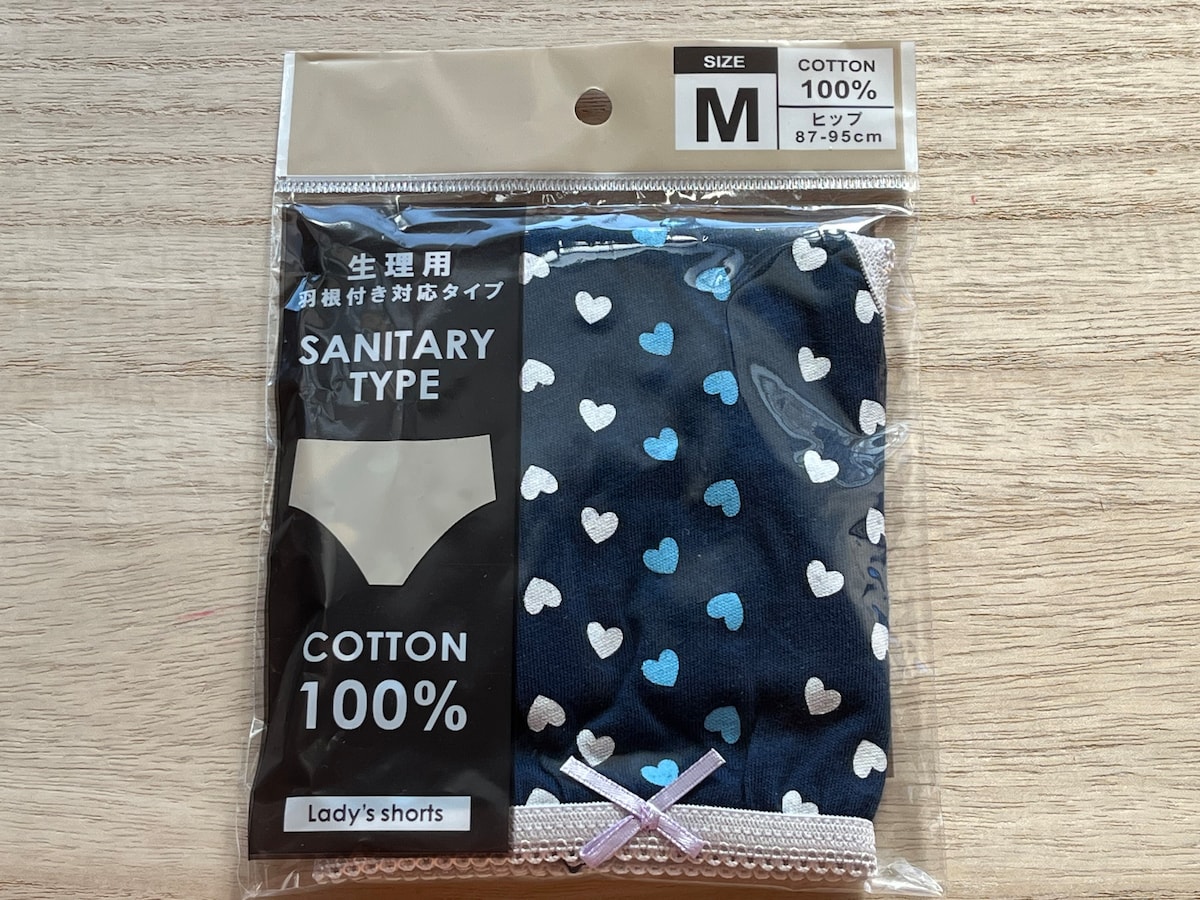 SIZE
M
COTTON
100%
ヒップ
87-95cm
生理用
羽根付き対応タイプ
SANITARY
TYPE
COTTON
100%
Lady's shorts